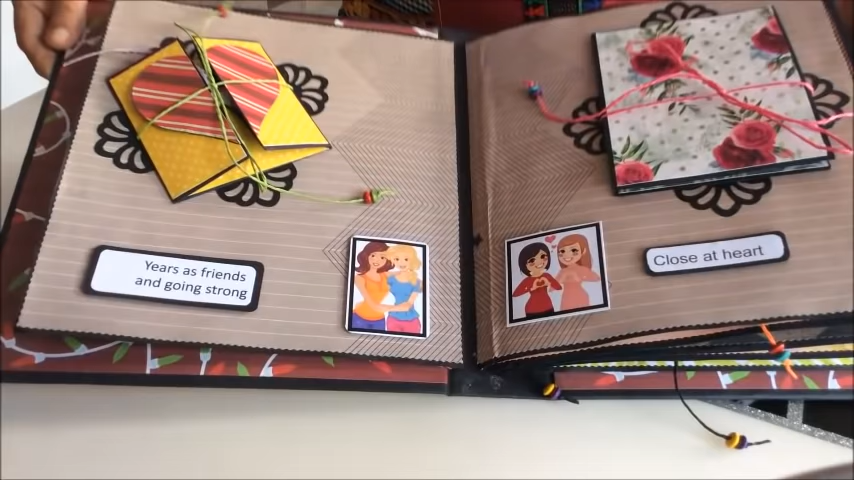 Years as friends
and going strong
Close at heart